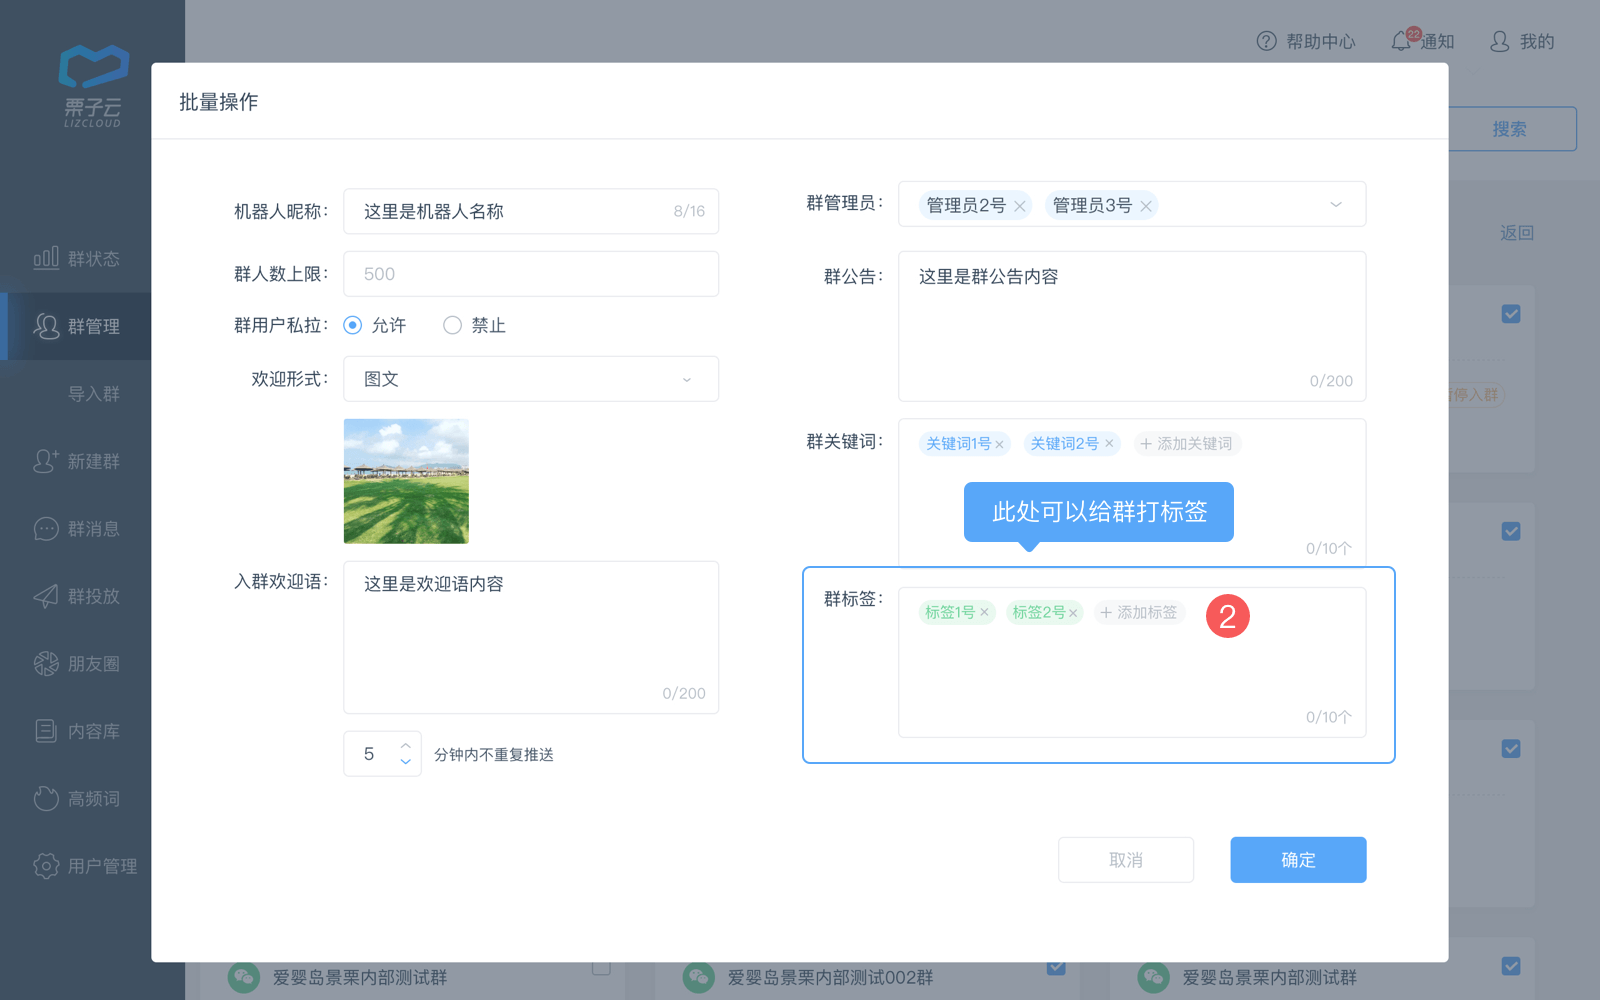 栗子云
LIZCLOUD
帮助中心
22
通知
我的
搜索
返回
群状态
群管理
导入群
新建群
群消息
群投放
朋友圈
内容库
高频词
用户管理
批量操作
机器人昵称：
这里是机器人名称
8/16
群人数上限：
500
群用户私拉：
允许
禁止
欢迎形式：
图文
入群欢迎语：
这里是欢迎语内容
0/200
5
分钟内不重复推送
群管理员：
管理员2号 ×
管理员3号 ×
群公告：
这里是群公告内容
0/200
群关键词：
关键词1号 ×
关键词2号 ×
+ 添加关键词
此处可以给群打标签
0/10个
群标签：
标签1号 ×
标签2号 ×
+ 添加标签
2
0/10个
取消
确定
停入群
爱婴岛景栗内部测试群
爱婴岛景栗内部测试002群
爱婴岛景栗内部测试群